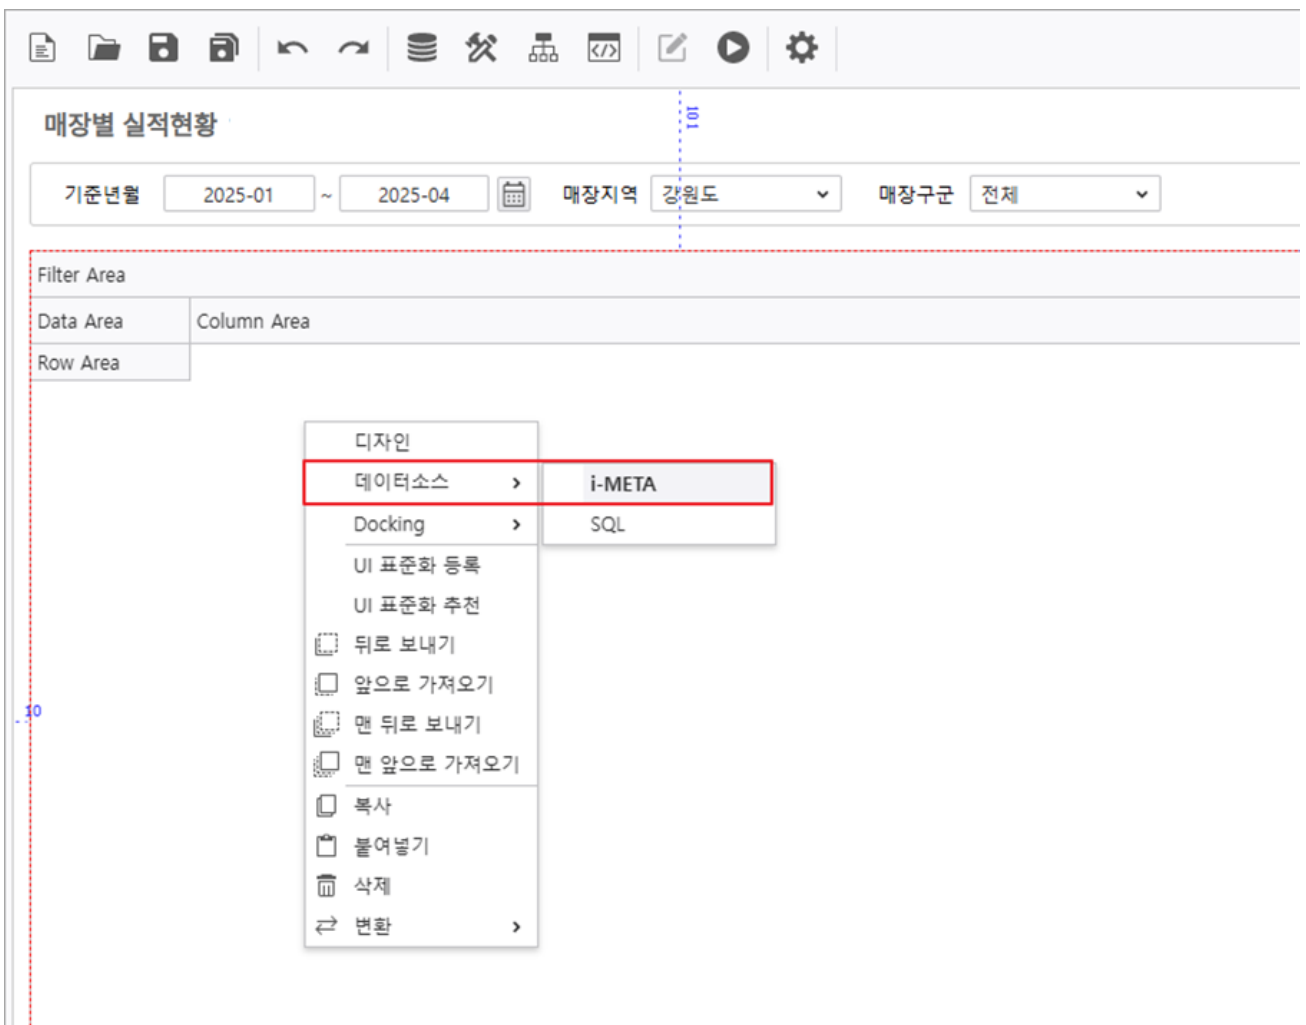 매장별 실적현황
101
기준년월 2025-01 ~ 2025-04 매장지역 강원도 매장구군 전체
Filter Area
Data Area Column Area
Row Area
디자인
데이터소스 i-META
Docking SQL
UI 표준화 등록
UI 표준화 추천
뒤로 보내기
앞으로 가져오기
10
맨 뒤로 보내기
맨 앞으로 가져오기
복사
붙여넣기
삭제
변환